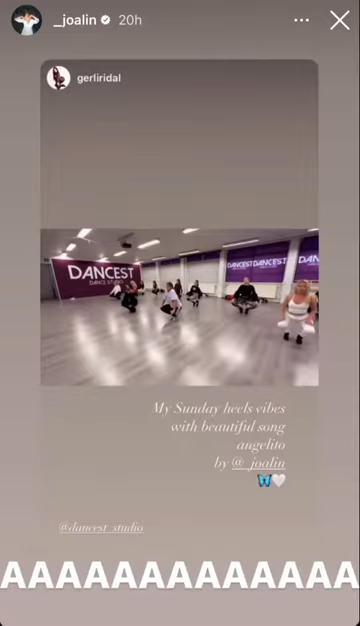 _joalin 20h
gerliridal
DANCEST
DANCE STUDIO
DANCEST DANCEST
My Sunday heels vibes
with beautiful song
angelito
by @_joalin
🦋🤍
@dancest_studio
AAAAAAAAAAAAA